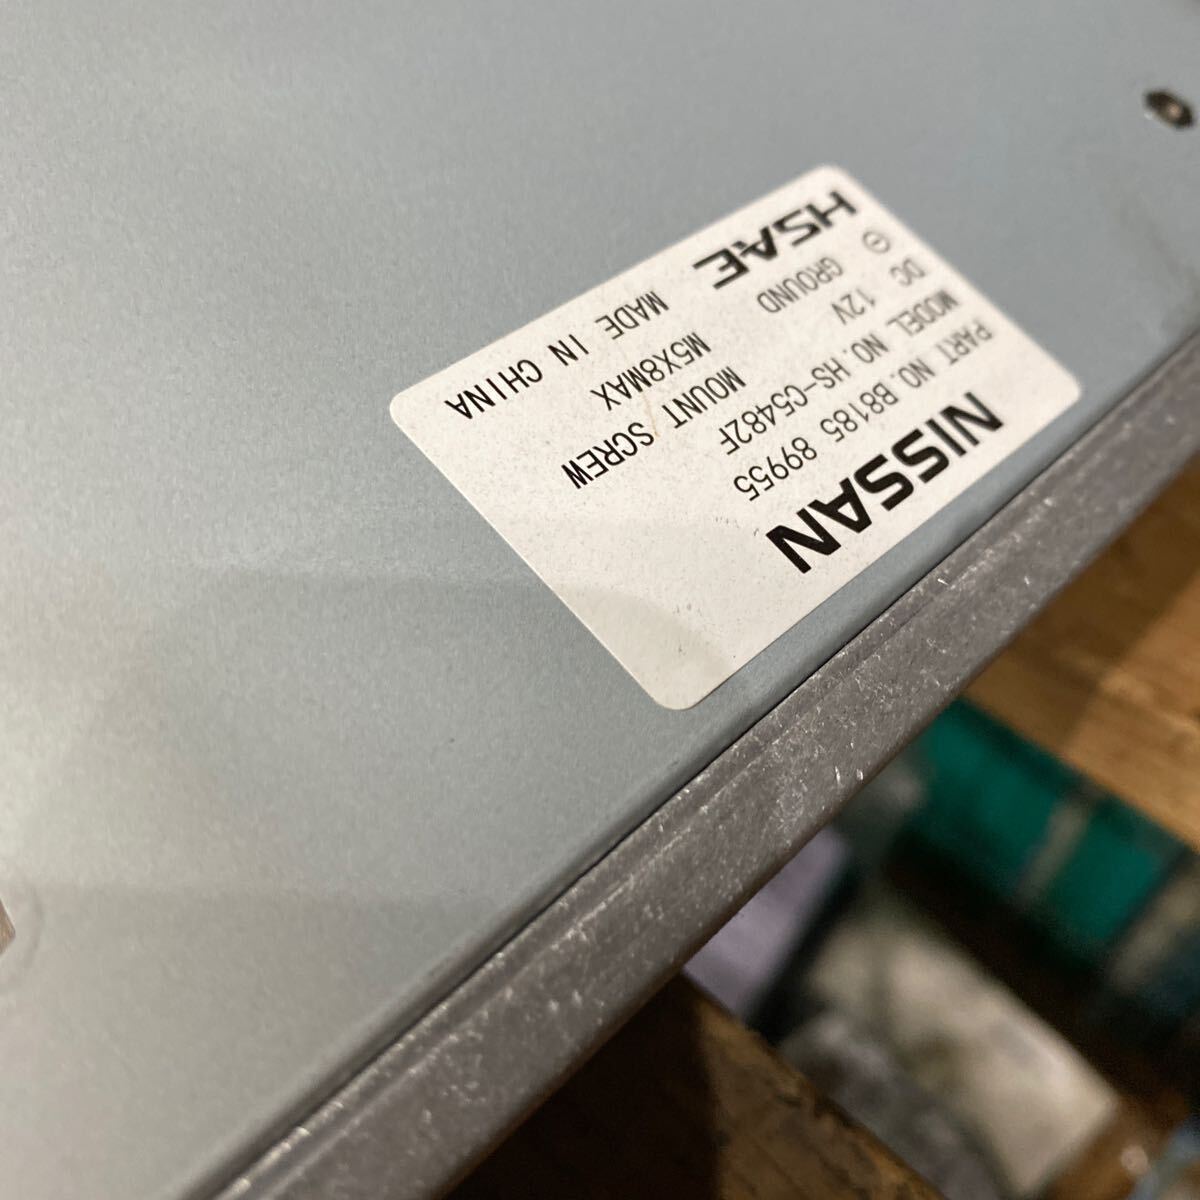 NISSAN
PART NO. B8185 89955
MODEL NO. HS-C5482F
DC 12V MOUNT SCREW
⊖ GROUND M5X8MAX
HSAE MADE IN CHINA